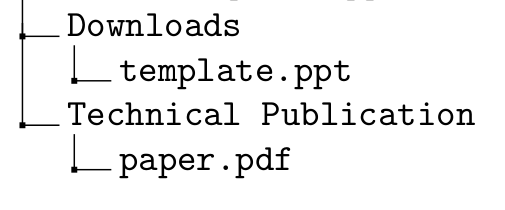 Downloads
template.ppt
Technical Publication
paper.pdf